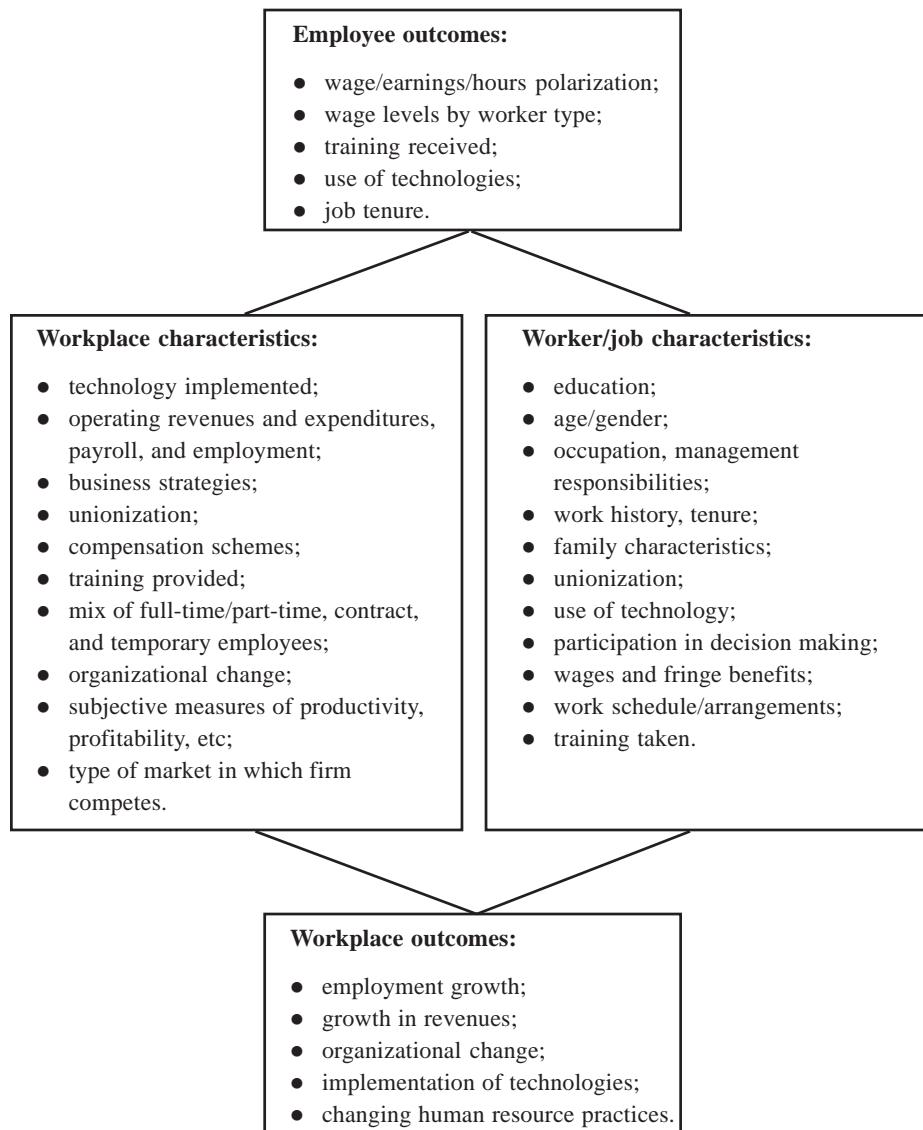 Employee outcomes:
● wage/earnings/hours polarization;
● wage levels by worker type;
● training received;
● use of technologies;
● job tenure.
Workplace characteristics:
● technology implemented;
● operating revenues and expenditures,
payroll, and employment;
● business strategies;
● unionization;
● compensation schemes;
● training provided;
● mix of full-time/part-time, contract,
and temporary employees;
● organizational change;
● subjective measures of productivity,
profitability, etc;
● type of market in which firm
competes.
Worker/job characteristics:
● education;
● age/gender;
● occupation, management
responsibilities;
● work history, tenure;
● family characteristics;
● unionization;
● use of technology;
● participation in decision making;
● wages and fringe benefits;
● work schedule/arrangements;
● training taken.
Workplace outcomes:
● employment growth;
● growth in revenues;
● organizational change;
● implementation of technologies;
● changing human resource practices.